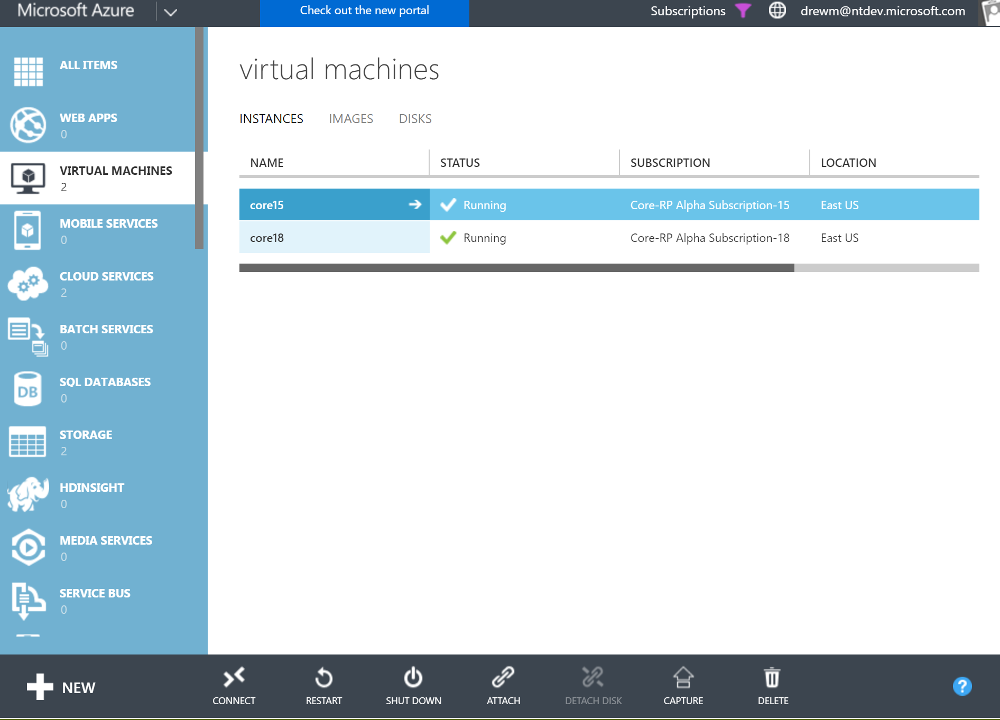 Microsoft Azure
Check out the new portal
Subscriptions
drewm@ntdev.microsoft.com
ALL ITEMS
WEB APPS
0
VIRTUAL MACHINES
2
MOBILE SERVICES
0
CLOUD SERVICES
2
BATCH SERVICES
0
DB
SQL DATABASES
0
STORAGE
2
HDINSIGHT
0
MEDIA SERVICES
0
SERVICE BUS
0
virtual machines
INSTANCES IMAGES DISKS
NAME STATUS SUBSCRIPTION LOCATION
core15 Running Core-RP Alpha Subscription-15 East US
core18 Running Core-RP Alpha Subscription-18 East US
NEW
CONNECT RESTART SHUT DOWN ATTACH DETACH DISK CAPTURE DELETE
?